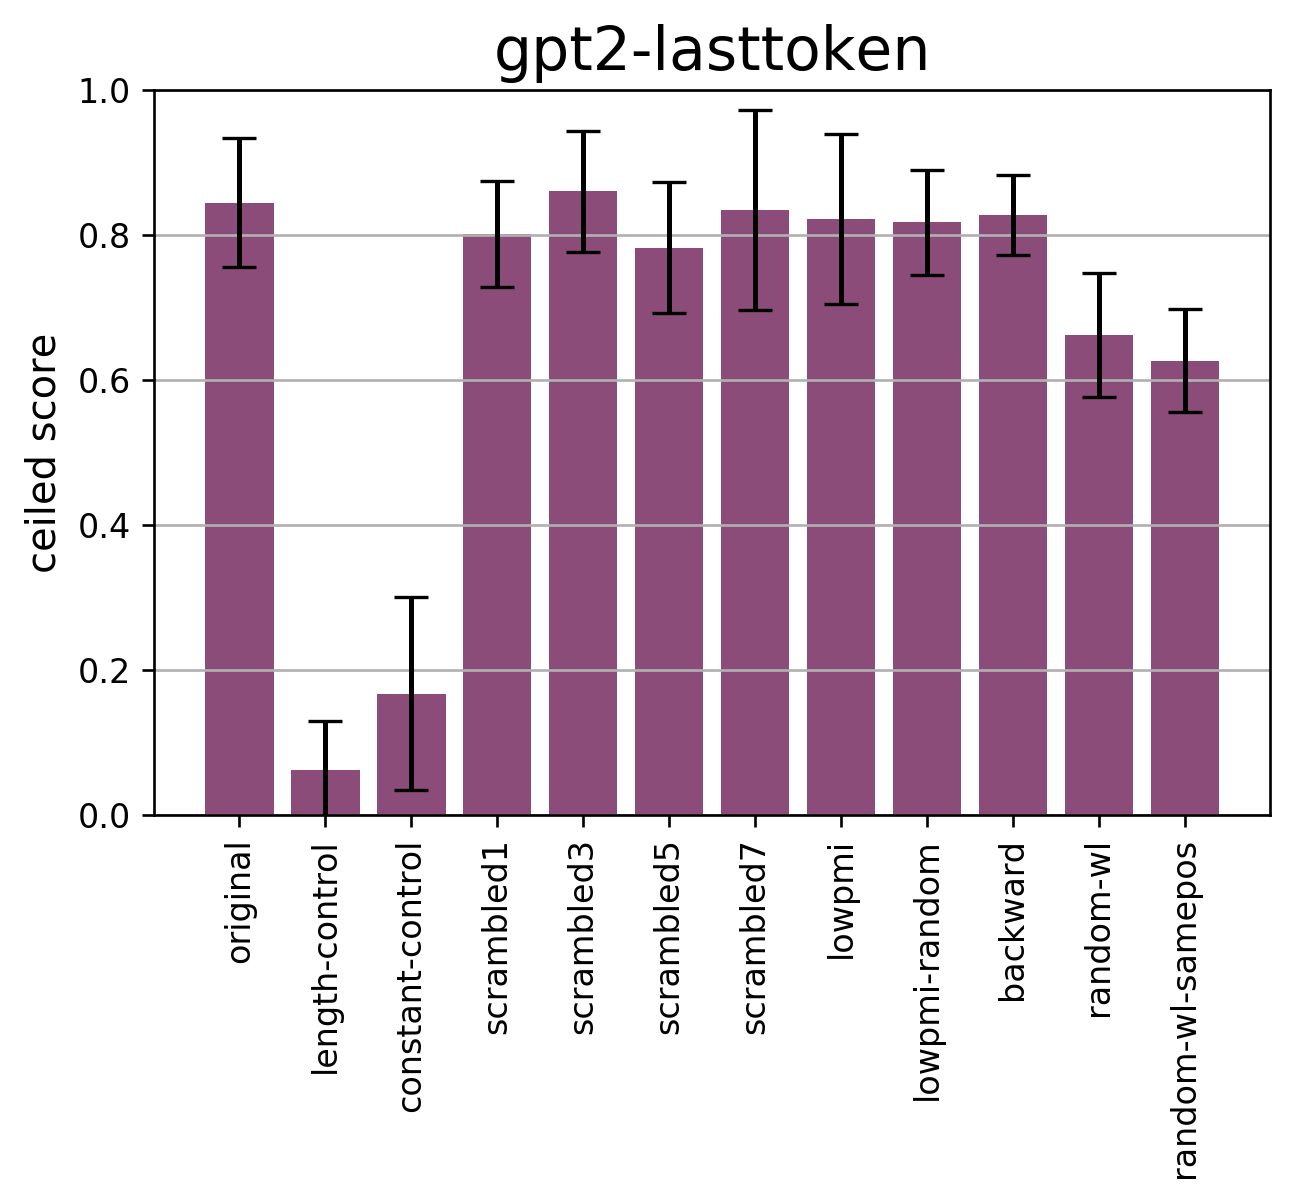 gpt2-lasttoken
ceiled score
1.0
0.8
0.6
0.4
0.2
0.0
original
length-control
constant-control
scrambled1
scrambled3
scrambled5
scrambled7
lowpmi
lowpmi-random
backward
random-wl
random-wl-samepos